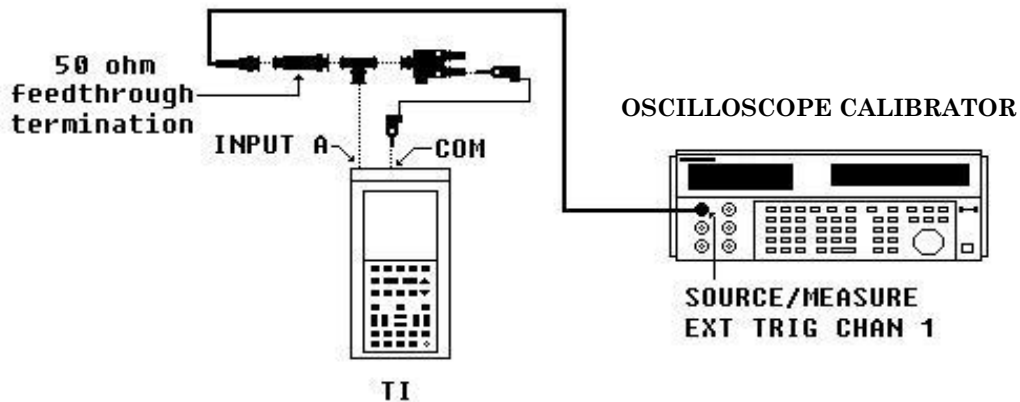 50 ohm
feedthrough
termination
INPUT A
COM
OSCILLOSCOPE CALIBRATOR
SOURCE/MEASURE
EXT TRIG CHAN 1
TI